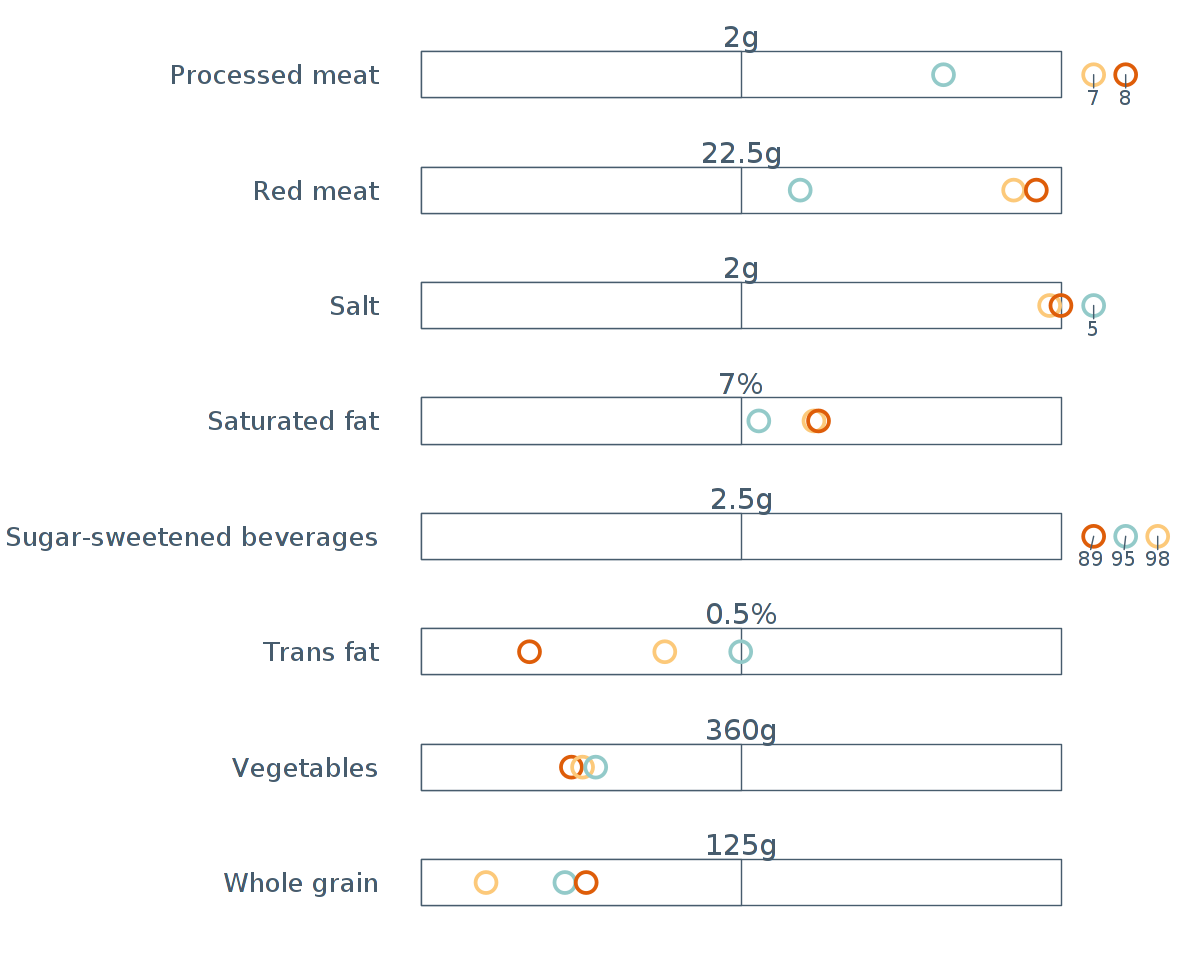 2g
Processed meat
7 8
22.5g
Red meat
2g
Salt
5
7%
Saturated fat
2.5g
Sugar-sweetened beverages
89 95 98
0.5%
Trans fat
360g
Vegetables
125g
Whole grain